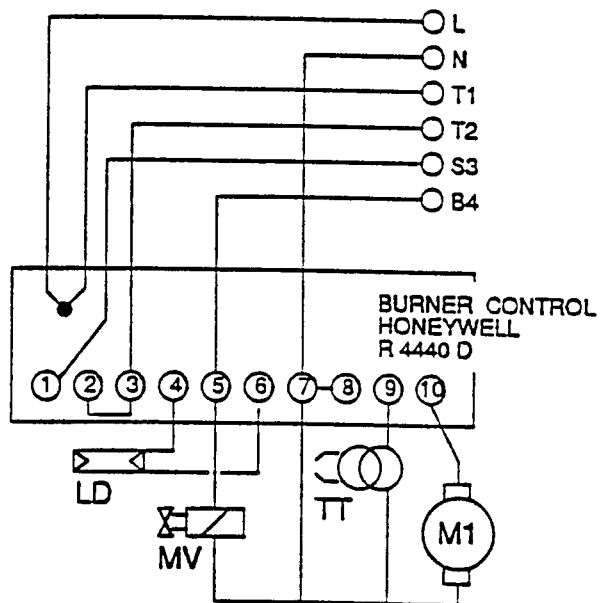 L
N
T1
T2
S3
B4
BURNER CONTROL
HONEYWELL
R 4440 D
1 2 3 4 5 6 7 8 9 10
LD
MV
TT
M1